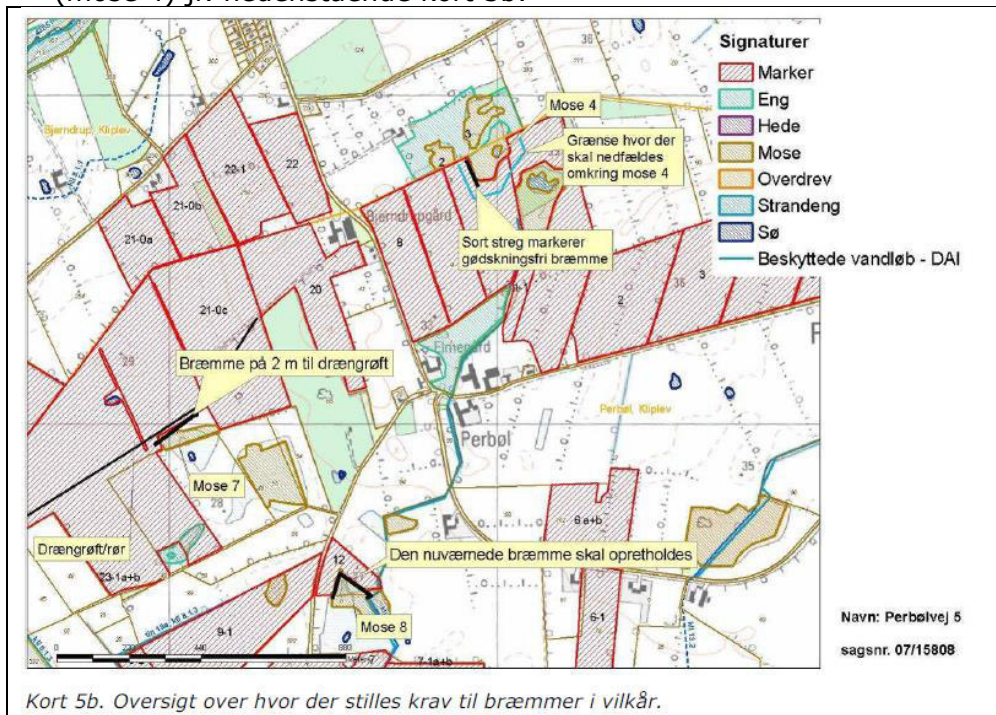 (Mose 4) jf. nedenstående kort 5b.
Signaturer
Marker
Eng
Hede
Mose
Overdrev
Strandeng
Sø
Beskyttede vandløb - DAI
Mose 4
Grænse hvor der
skal nedfældes
omkring mose 4
Sort streg markerer
gødskningsfri bræmme
Bjerndrup, Kliplev
22-1
22
21-0b
21-0a
Bjerndrupgård
8
2
3
20
21-0c
2
3
36
Elmegård
Bræmme på 2 m til drængrøft
Perbøl
Perbøl, Kliplev
35
Mose 7
28
Drængrøft/rør
23-1a+b
Den nuværnede bræmme skal opretholdes
12
6a+b
Mose 8
9-1
6-1
7-1a+b
Navn: Perbølvej 5
sagsnr. 07/15808
Kort 5b. Oversigt over hvor der stilles krav til bræmmer i vilkår.